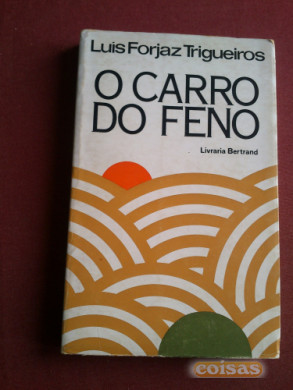 Luis Forjaz Trigueiros
O CARRO
DO FENO
Livraria Bertrand
coisas